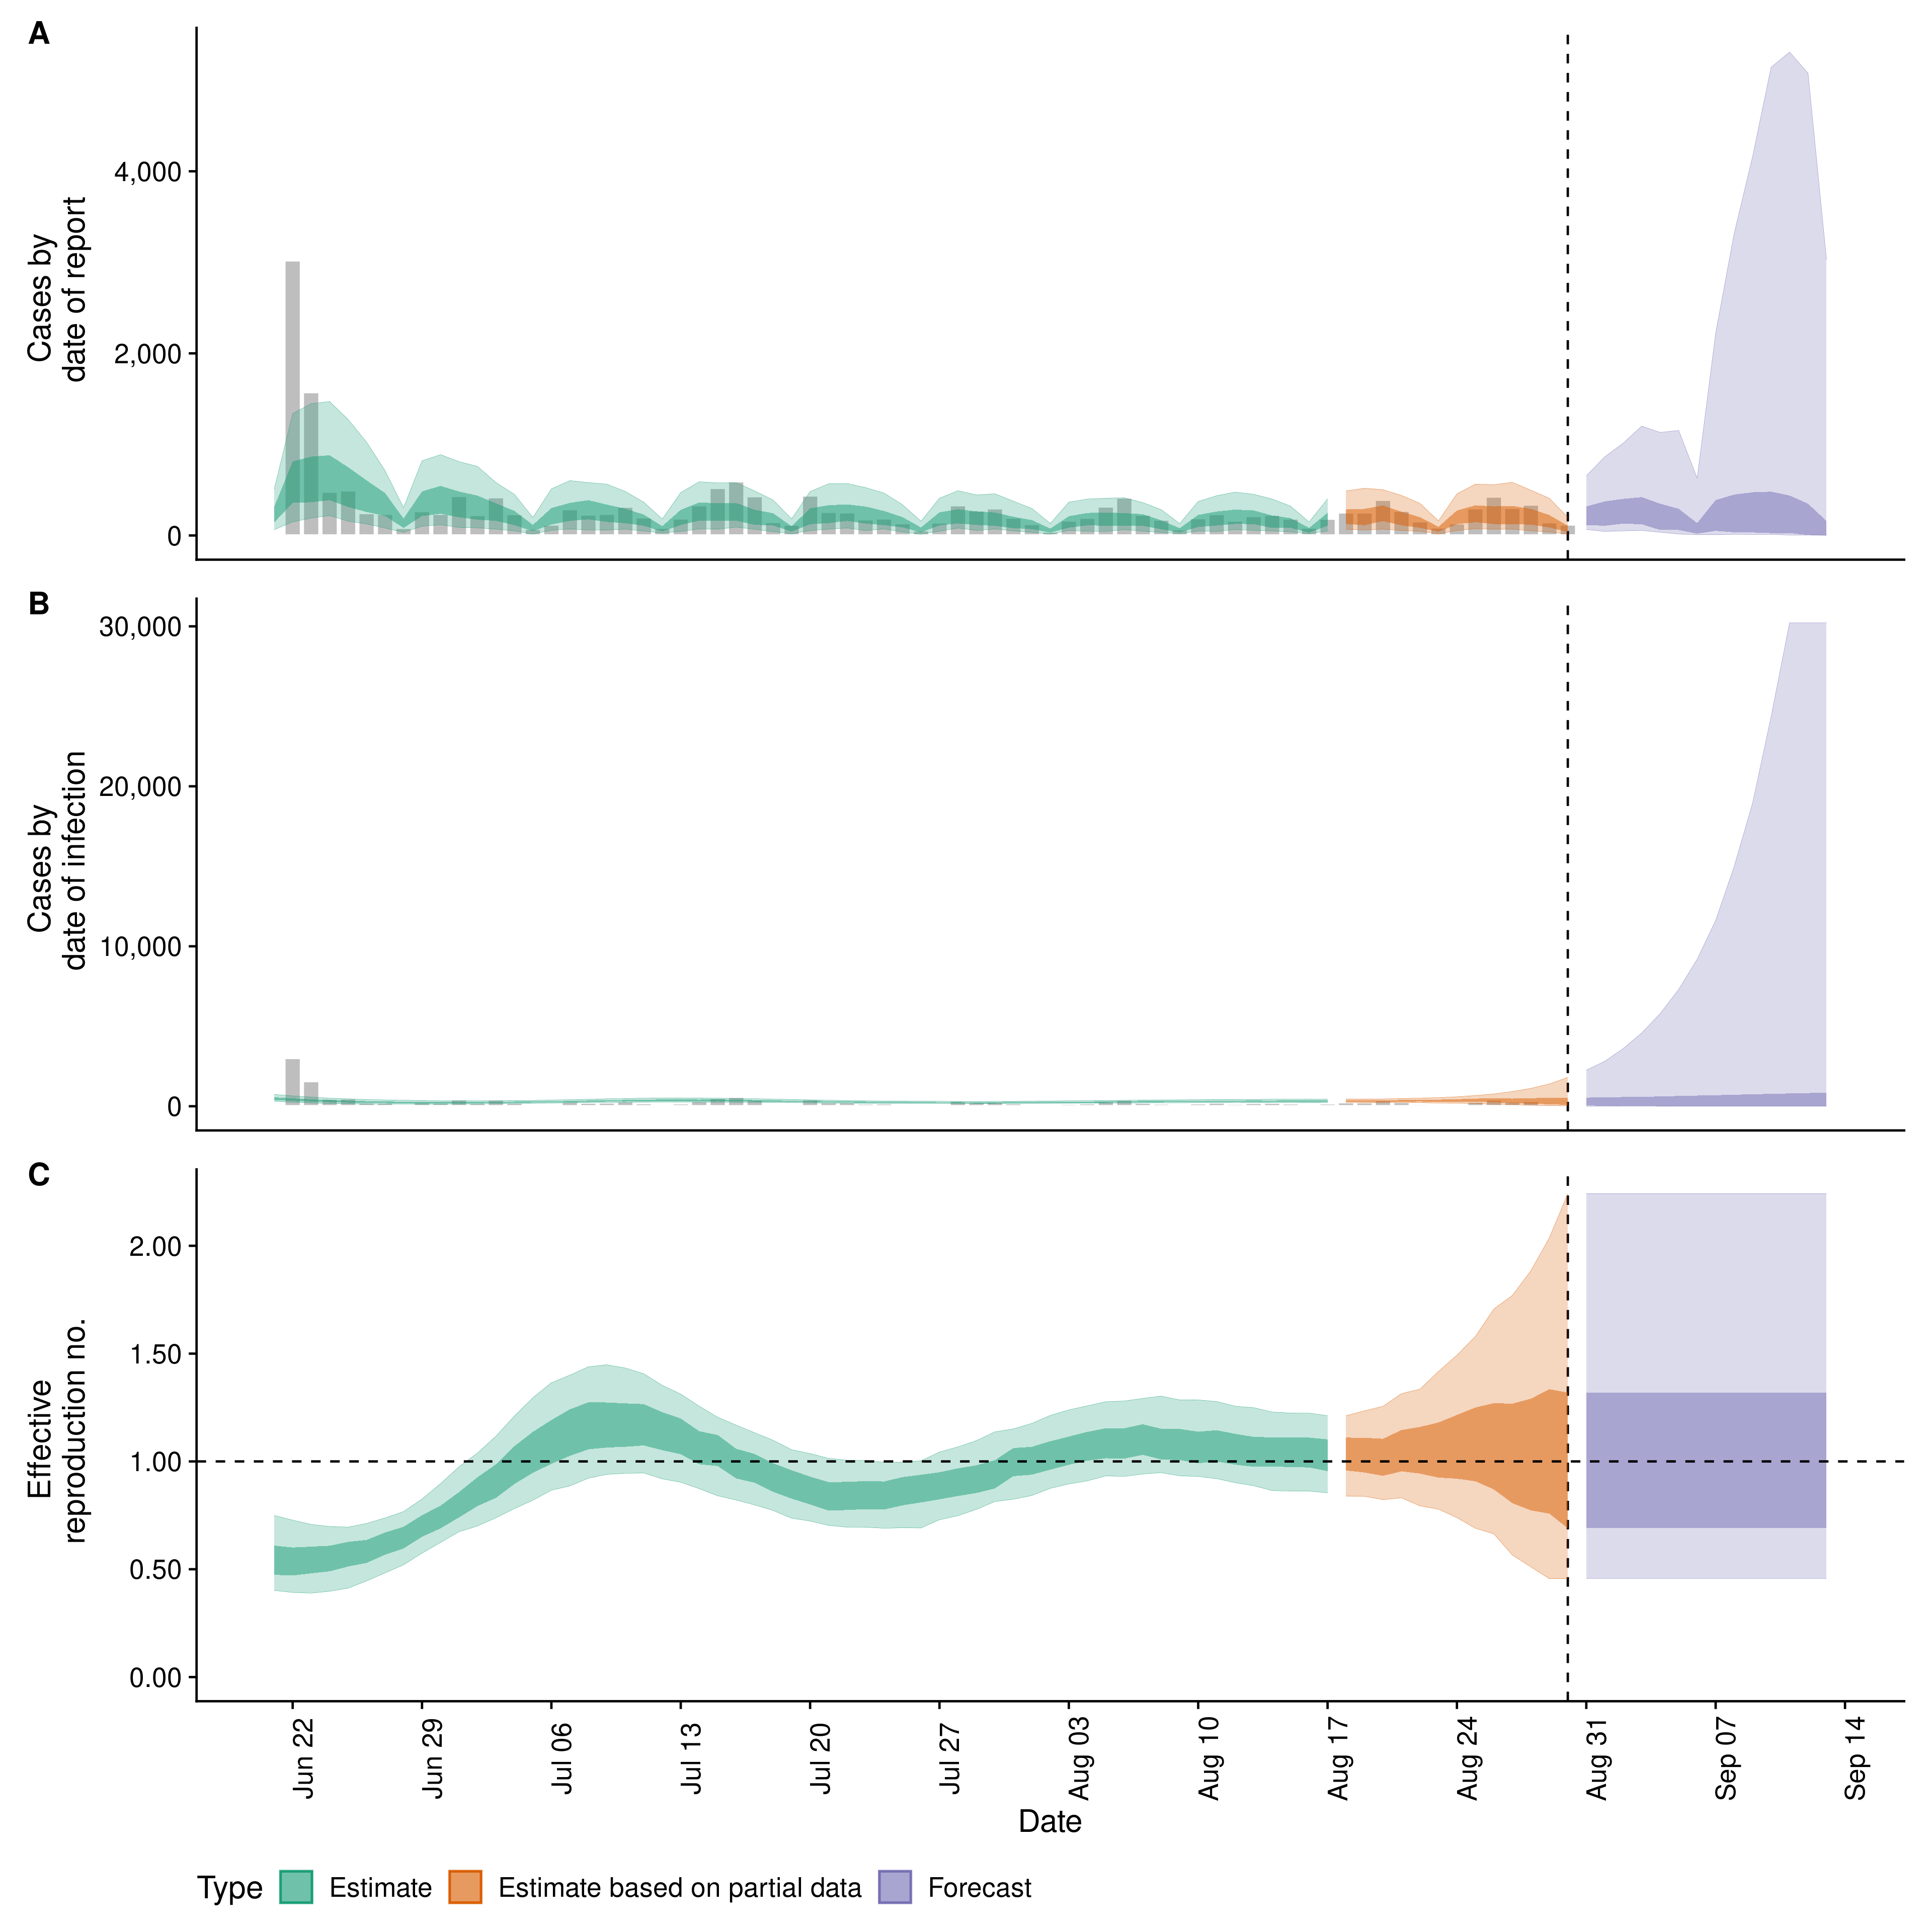 A
Cases by
date of report
4,000
2,000
0
B
Cases by
date of infection
30,000
20,000
10,000
0
C
Effective
reproduction no.
2.00
1.50
1.00
0.50
0.00
Jun 22
Jun 29
Jul 06
Jul 13
Jul 20
Jul 27
Aug 03
Aug 10
Aug 17
Aug 24
Aug 31
Sep 07
Sep 14
Date
Type Estimate Estimate based on partial data Forecast